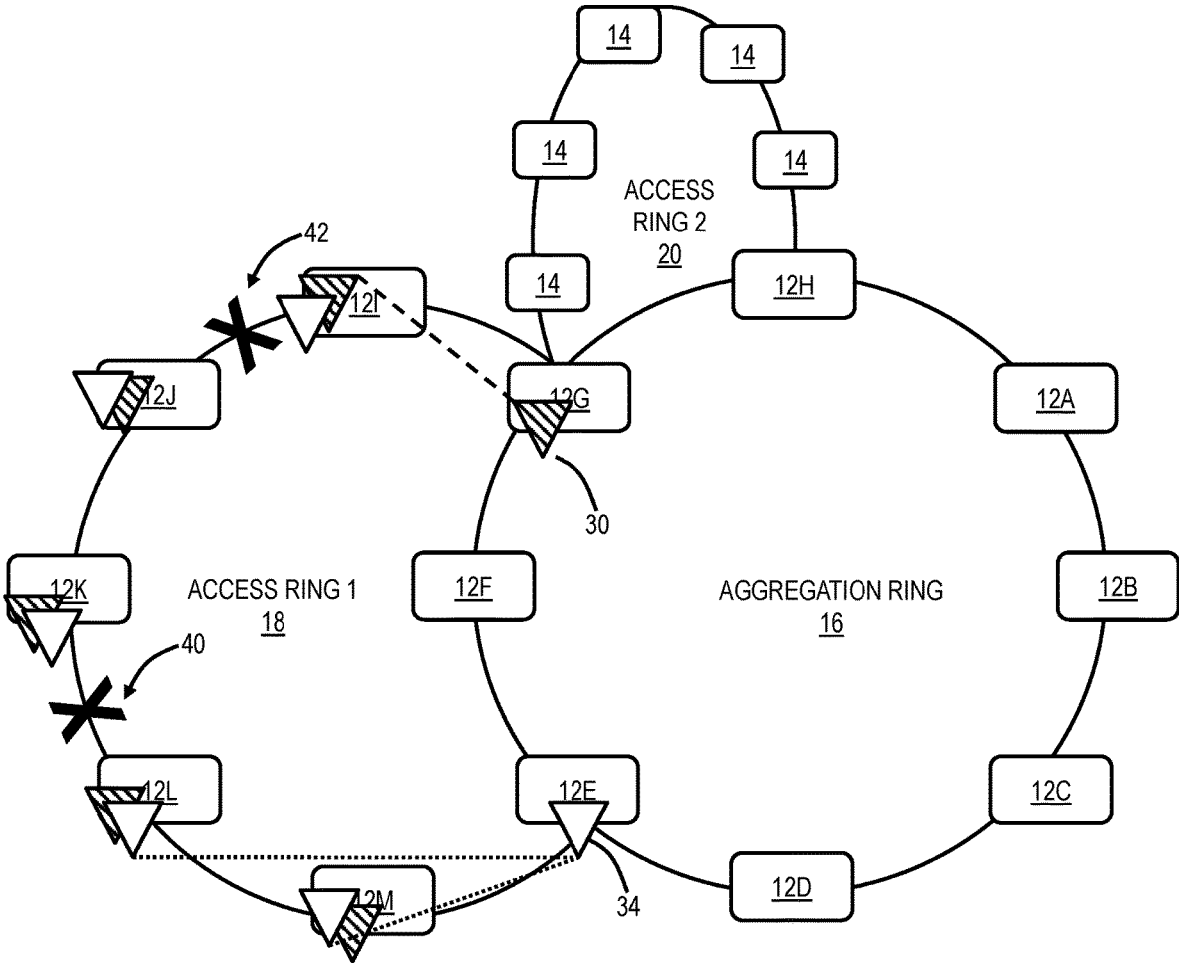 14
14
14
14
ACCESS
RING 2
20
42
14
12H
12I
12J
12G
12A
30
12K
ACCESS RING 1
18
12F
AGGREGATION RING
16
12B
40
12L
12E
12C
12M
34
12D